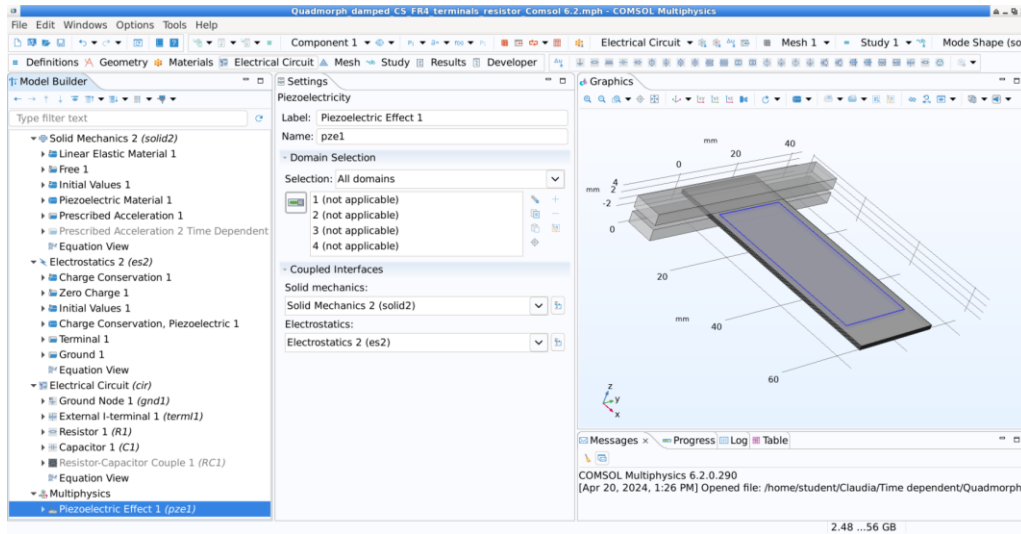 Quadmorph_damped_CS_FR4_terminals_resistor_Comsol 6.2.mph - COMSOL Multiphysics
File Edit Windows Options Tools Help
Component 1 Electrical Circuit Mesh 1 Study 1 Mode Shape (so
Definitions Geometry Materials Electrical Circuit Mesh Study Results Developer
Model Builder
Type filter text
Solid Mechanics 2 (solid2)
Linear Elastic Material 1
Free 1
Initial Values 1
Piezoelectric Material 1
Prescribed Acceleration 1
Prescribed Acceleration 2 Time Dependent
Equation View
Electrostatics 2 (es2)
Charge Conservation 1
Zero Charge 1
Initial Values 1
Charge Conservation, Piezoelectric 1
Terminal 1
Ground 1
Equation View
Electrical Circuit (cir)
Ground Node 1 (gnd1)
External I-terminal 1 (termI1)
Resistor 1 (R1)
Capacitor 1 (C1)
Resistor-Capacitor Couple 1 (RC1)
Equation View
Multiphysics
Piezoelectric Effect 1 (pze1)
Settings
Piezoelectricity
Label: Piezoelectric Effect 1
Name: pze1
Domain Selection
Selection: All domains
1 (not applicable)
2 (not applicable)
3 (not applicable)
4 (not applicable)
Coupled Interfaces
Solid mechanics:
Solid Mechanics 2 (solid2)
Electrostatics:
Electrostatics 2 (es2)
Graphics
mm
40
20
0
4
mm 2
-2
0
20
mm
40
60
z
y
x
Messages × Progress Log Table
COMSOL Multiphysics 6.2.0.290
[Apr 20, 2024, 1:26 PM] Opened file: /home/student/Claudia/Time dependent/Quadmorph
2.48 ...56 GB